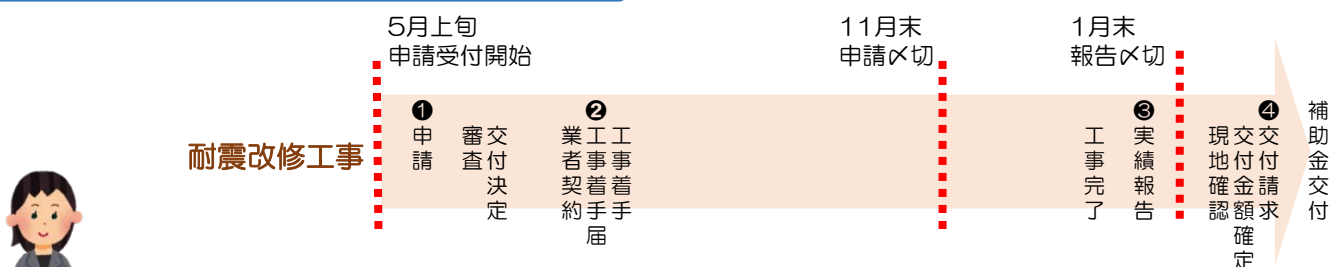 5月上旬
申請受付開始
11月末
申請〆切
1月末
報告〆切
耐震改修工事
❶
申請
審査
交付決定
❷
業者契約
工事着手届
工事着手
工事完了
❸
実績報告
現地確認
交付金額確定
❹
交付請求
補助金交付